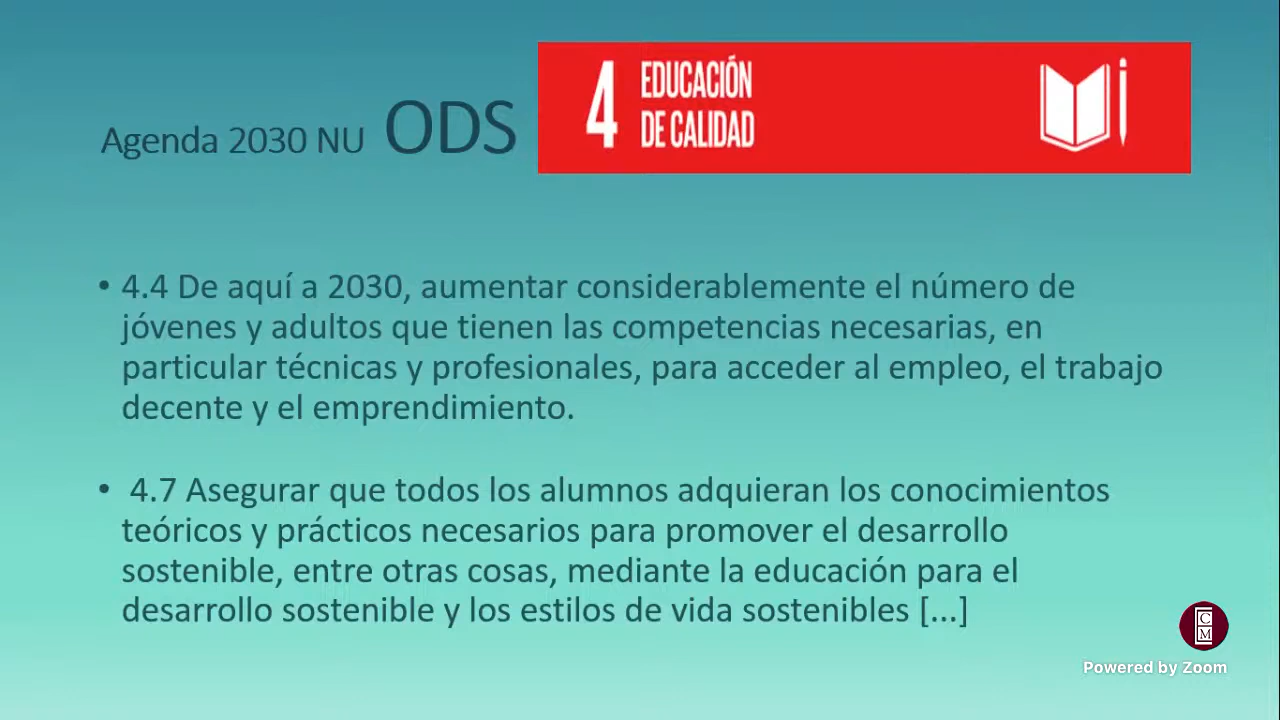 Agenda 2030 NU ODS
4 EDUCACIÓN
DE CALIDAD
• 4.4 De aquí a 2030, aumentar considerablemente el número de
jóvenes y adultos que tienen las competencias necesarias, en
particular técnicas y profesionales, para acceder al empleo, el trabajo
decente y el emprendimiento.
• 4.7 Asegurar que todos los alumnos adquieran los conocimientos
teóricos y prácticos necesarios para promover el desarrollo
sostenible, entre otras cosas, mediante la educación para el
desarrollo sostenible y los estilos de vida sostenibles [...]
C
M
Powered by Zoom